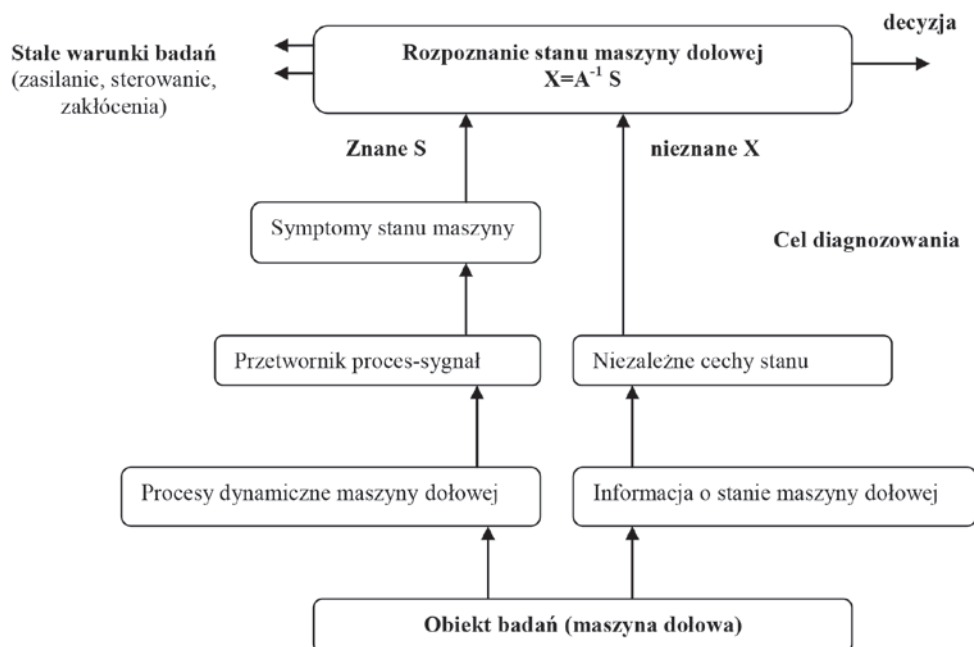 decyzja
Stałe warunki badań
(zasilanie, sterowanie,
zakłócenia)
Rozpoznanie stanu maszyny dołowej
X=A⁻¹ S
Znane S
nieznane X
Symptomy stanu maszyny
Cel diagnozowania
Przetwornik proces-sygnał
Niezależne cechy stanu
Procesy dynamiczne maszyny dołowej
Informacja o stanie maszyny dołowej
Obiekt badań (maszyna dołowa)